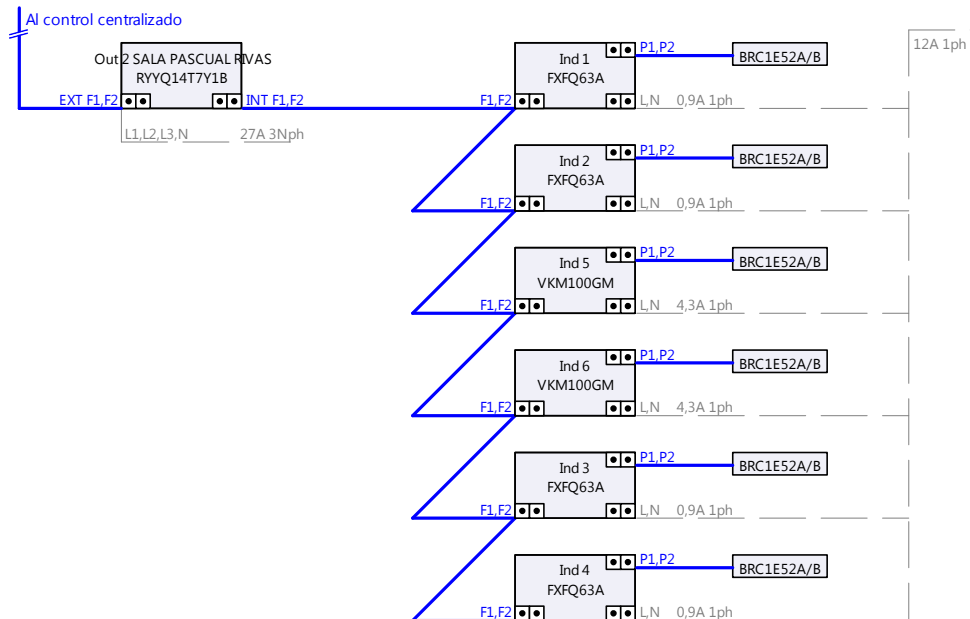 Al control centralizado
12A 1ph
Out 2 SALA PASCUAL RIVAS
RYYQ14T7Y1B
EXT F1,F2
INT F1,F2
L1,L2,L3,N
27A 3Nph
Ind 1
FXFQ63A
P1,P2
BRC1E52A/B
F1,F2
L,N
0,9A 1ph
Ind 2
FXFQ63A
P1,P2
BRC1E52A/B
F1,F2
L,N
0,9A 1ph
Ind 5
VKM100GM
P1,P2
BRC1E52A/B
F1,F2
L,N
4,3A 1ph
Ind 6
VKM100GM
P1,P2
BRC1E52A/B
F1,F2
L,N
4,3A 1ph
Ind 3
FXFQ63A
P1,P2
BRC1E52A/B
F1,F2
L,N
0,9A 1ph
Ind 4
FXFQ63A
P1,P2
BRC1E52A/B
F1,F2
L,N
0,9A 1ph